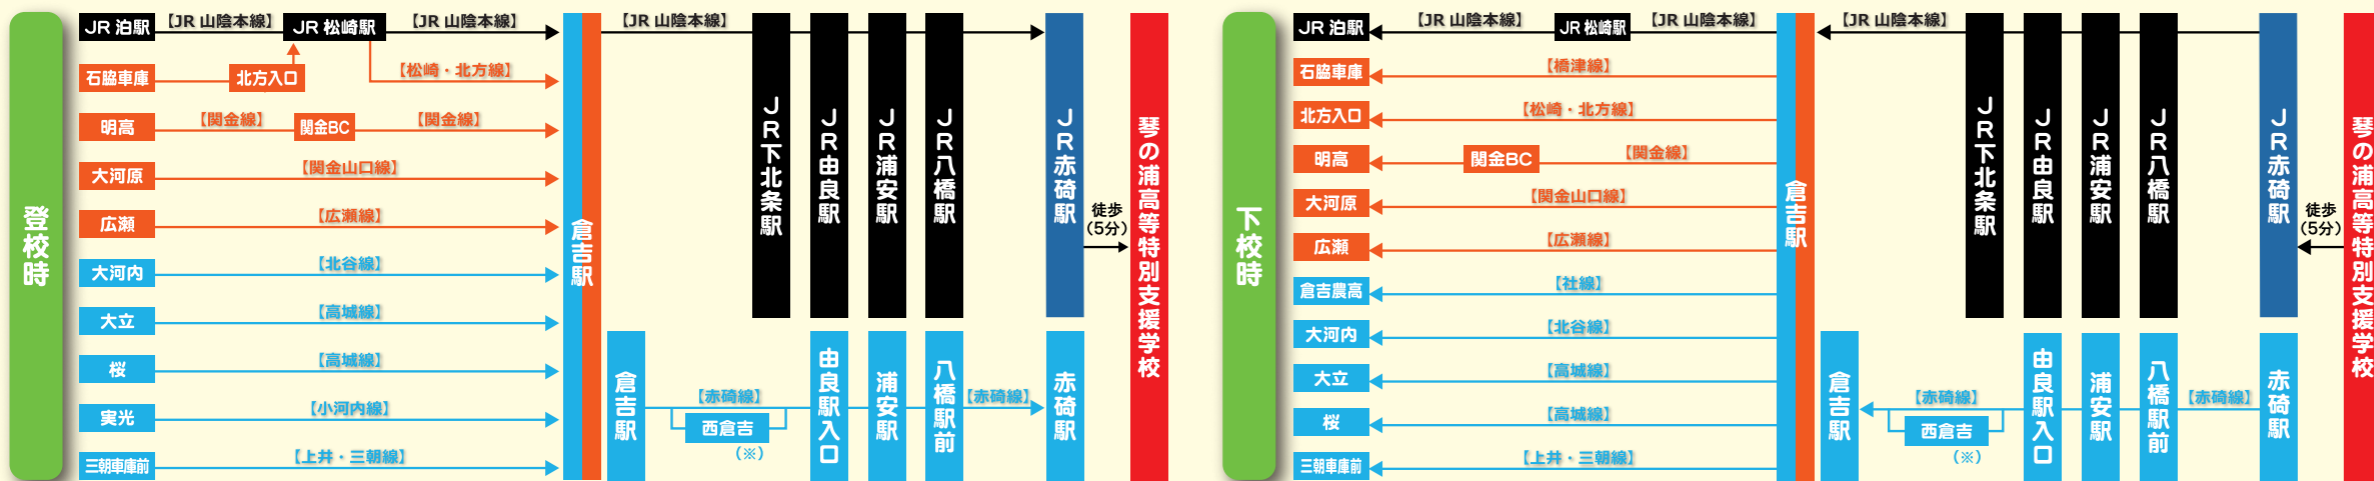 登校時
JR 泊駅
【JR 山陰本線】
JR 松崎駅
【JR 山陰本線】
【JR 山陰本線】
石脇車庫
北方入口
【松崎・北方線】
明高
【関金線】
関金BC
【関金線】
大河原
【関金山口線】
広瀬
【広瀬線】
大河内
【北谷線】
大立
【高城線】
桜
【高城線】
実光
【小河内線】
三朝車庫前
【上井・三朝線】
倉吉駅
JR下北条駅
JR由良駅
JR浦安駅
JR八橋駅
JR赤碕駅
徒歩
(5分)
琴の浦高等特別支援学校
倉吉駅
【赤碕線】
西倉吉
(※)
由良駅入口
浦安駅
八橋駅前
【赤碕線】
赤碕駅
下校時
JR 泊駅
【JR 山陰本線】
JR 松崎駅
【JR 山陰本線】
【JR 山陰本線】
石脇車庫
【橋津線】
北方入口
【松崎・北方線】
明高
関金BC
【関金線】
大河原
【関金山口線】
広瀬
【広瀬線】
倉吉農高
【社線】
大河内
【北谷線】
大立
【高城線】
桜
【高城線】
三朝車庫前
【上井・三朝線】
倉吉駅
JR下北条駅
JR由良駅
JR浦安駅
JR八橋駅
JR赤碕駅
徒歩
(5分)
琴の浦高等特別支援学校
倉吉駅
【赤碕線】
西倉吉
(※)
由良駅入口
浦安駅
八橋駅前
【赤碕線】
赤碕駅